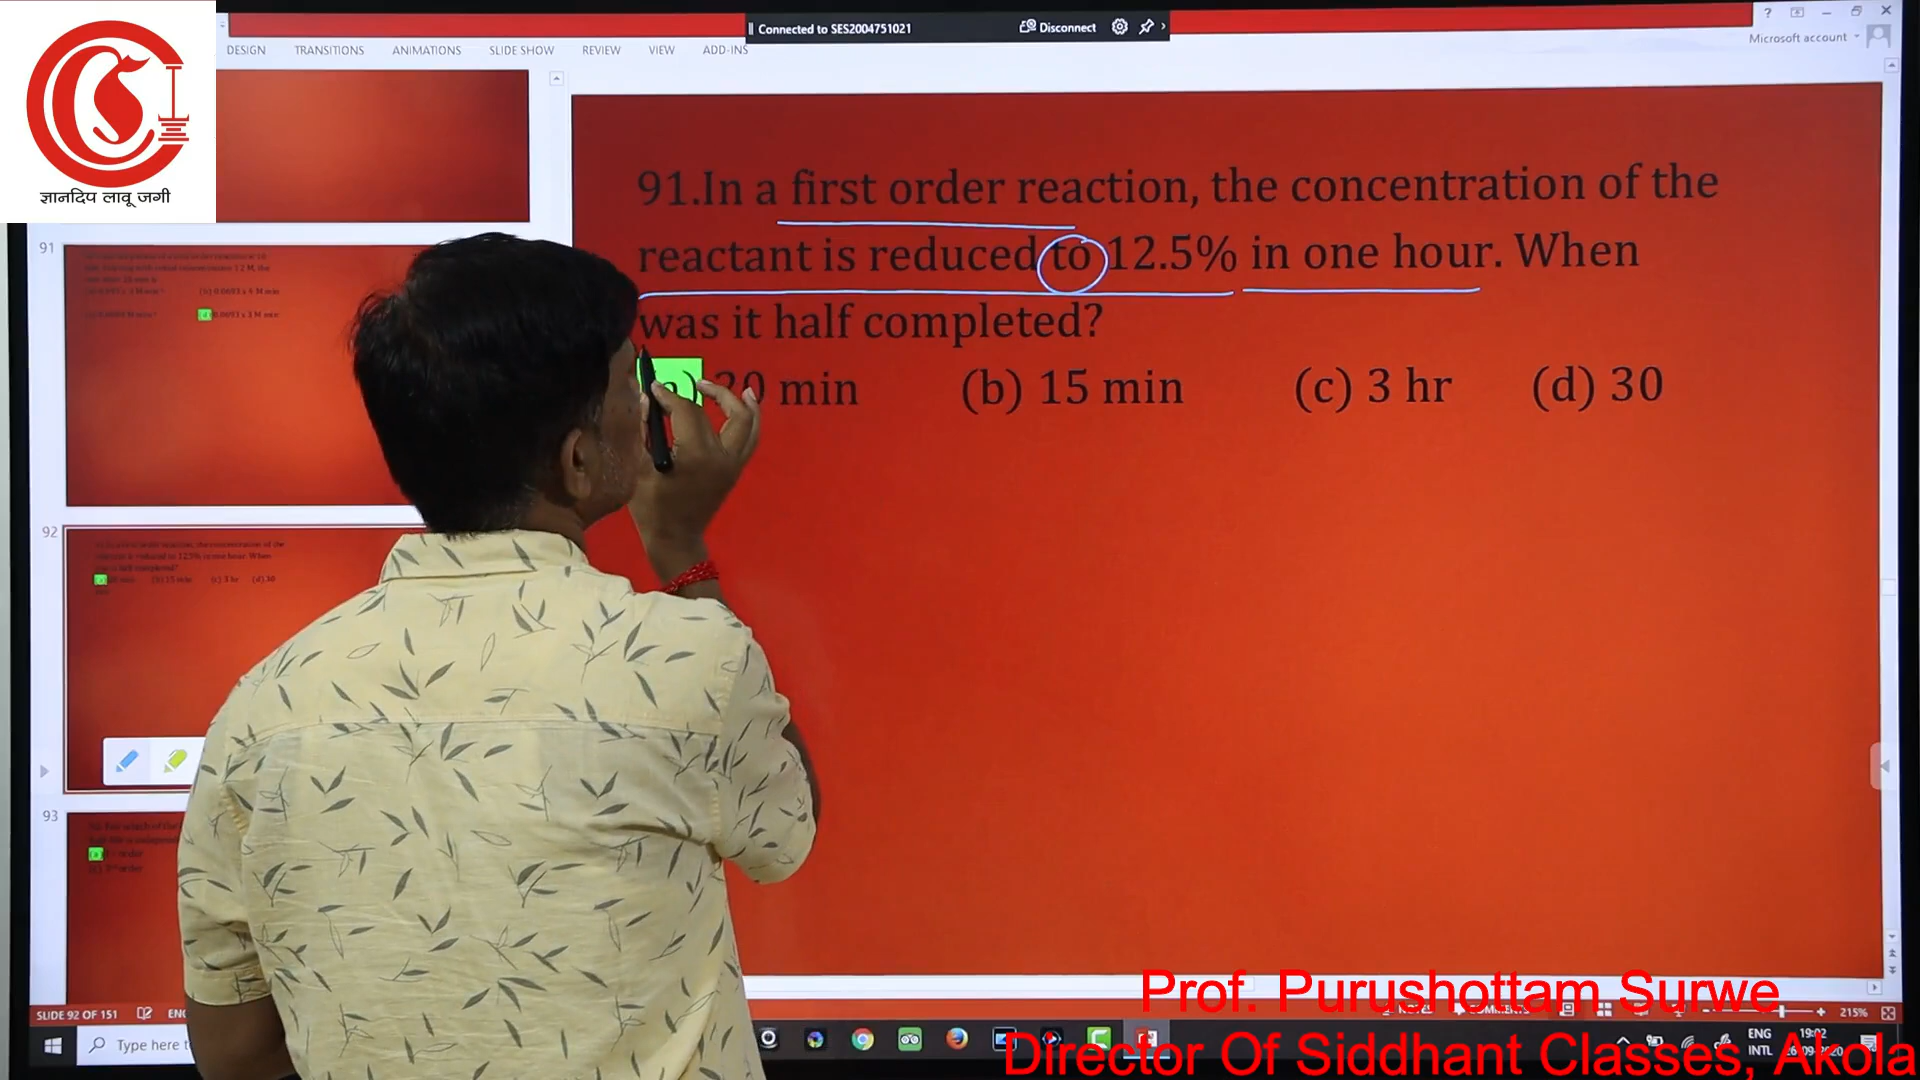 ज्ञानदिप लावू जगी
DESIGN TRANSITIONS ANIMATIONS SLIDE SHOW REVIEW VIEW ADD-INS
Connected to SES2004751021 Disconnect
Microsoft account
91.In a first order reaction, the concentration of the
reactant is reduced to 12.5% in one hour. When
was it half completed?
20 min (b) 15 min (c) 3 hr (d) 30
91
92
93
SLIDE 92 OF 151
215%
Type here
ENG
INTL
19:02
Prof. Purushottam Surwe
Director Of Siddhant Classes, Akola